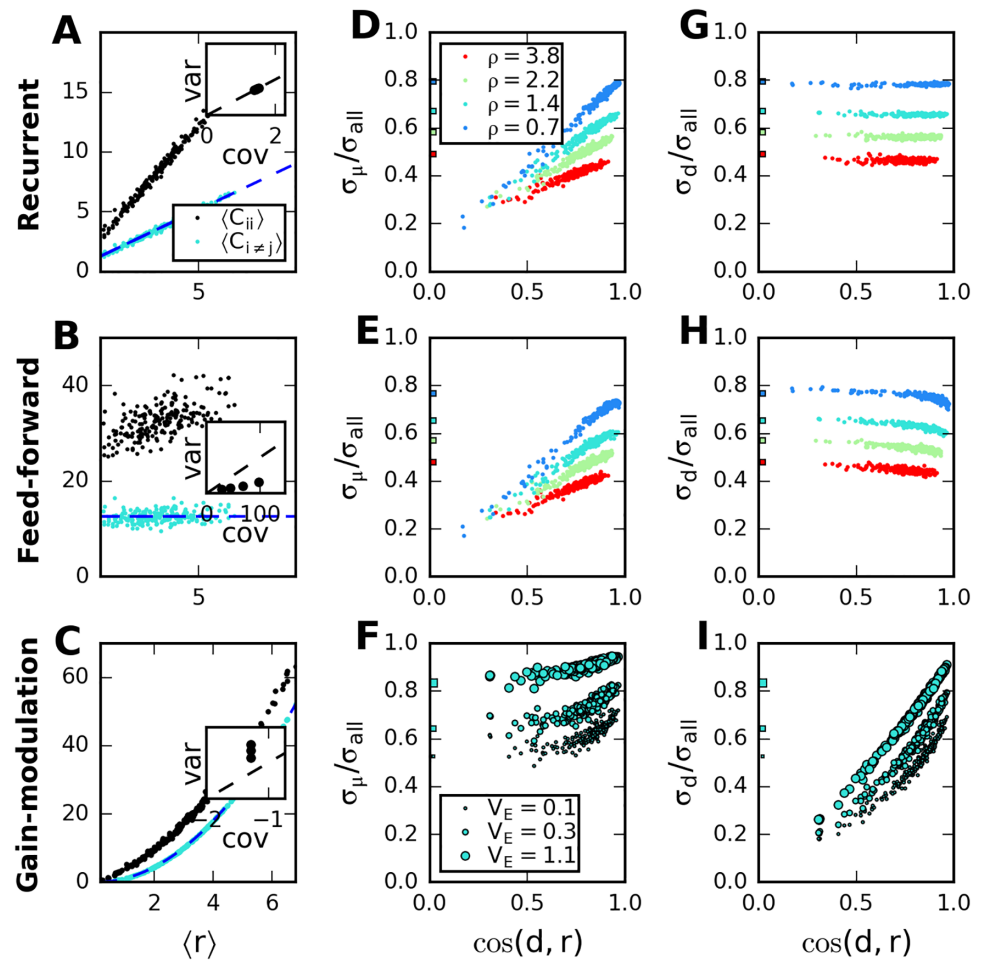 A
D
G
Recurrent
15
10
5
0
5
var
0
2
cov
⟨C_ii⟩
⟨C_i≠j⟩
σ_μ/σ_all
1.0
0.8
0.6
0.4
0.2
0.0
0.0
0.5
1.0
ρ = 3.8
ρ = 2.2
ρ = 1.4
ρ = 0.7
σ_d/σ_all
1.0
0.8
0.6
0.4
0.2
0.0
0.0
0.5
1.0
B
E
H
Feed-forward
40
30
20
10
0
5
var
0
100
cov
σ_μ/σ_all
1.0
0.8
0.6
0.4
0.2
0.0
0.0
0.5
1.0
σ_d/σ_all
1.0
0.8
0.6
0.4
0.2
0.0
0.0
0.5
1.0
C
F
I
Gain-modulation
60
40
20
0
2
4
6
⟨r⟩
var
−2
−1
cov
σ_μ/σ_all
1.0
0.8
0.6
0.4
0.2
0.0
0.0
0.5
1.0
cos(d, r)
V_E = 0.1
V_E = 0.3
V_E = 1.1
σ_d/σ_all
1.0
0.8
0.6
0.4
0.2
0.0
0.0
0.5
1.0
cos(d, r)